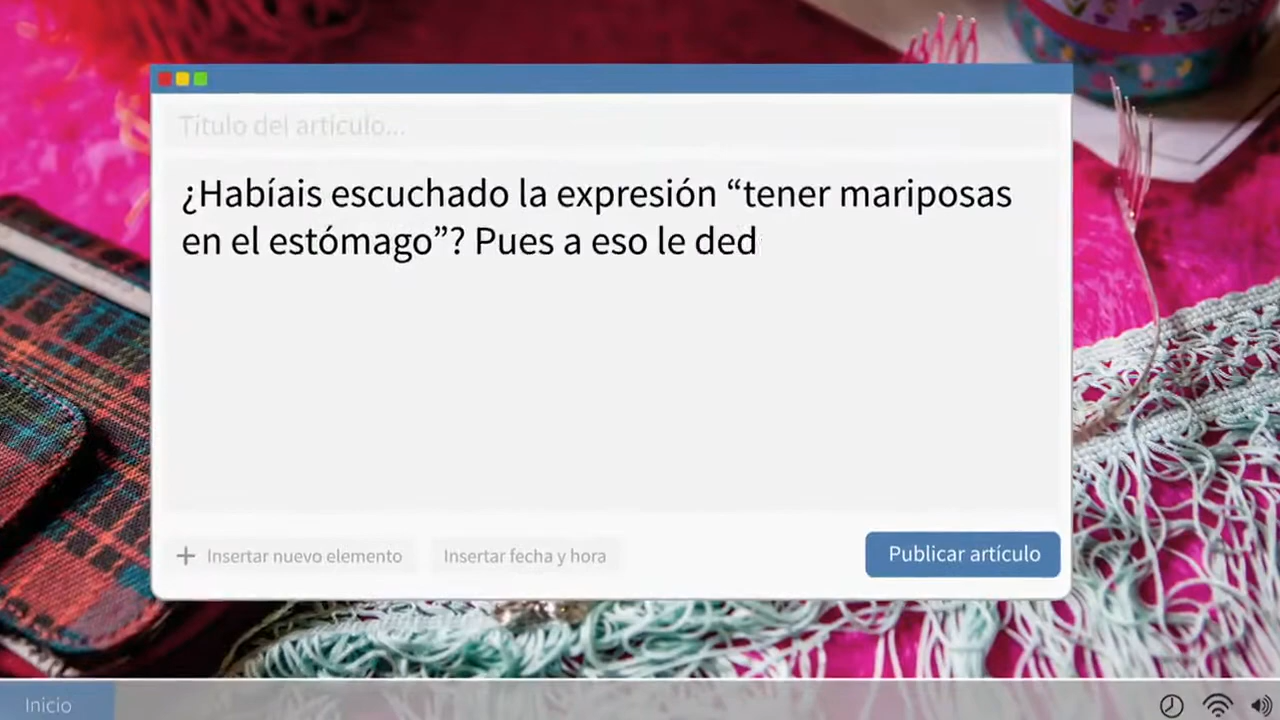 Título del artículo...
¿Habíais escuchado la expresión “tener mariposas
en el estómago”? Pues a eso le ded
+ Insertar nuevo elemento
Insertar fecha y hora
Publicar artículo
Inicio